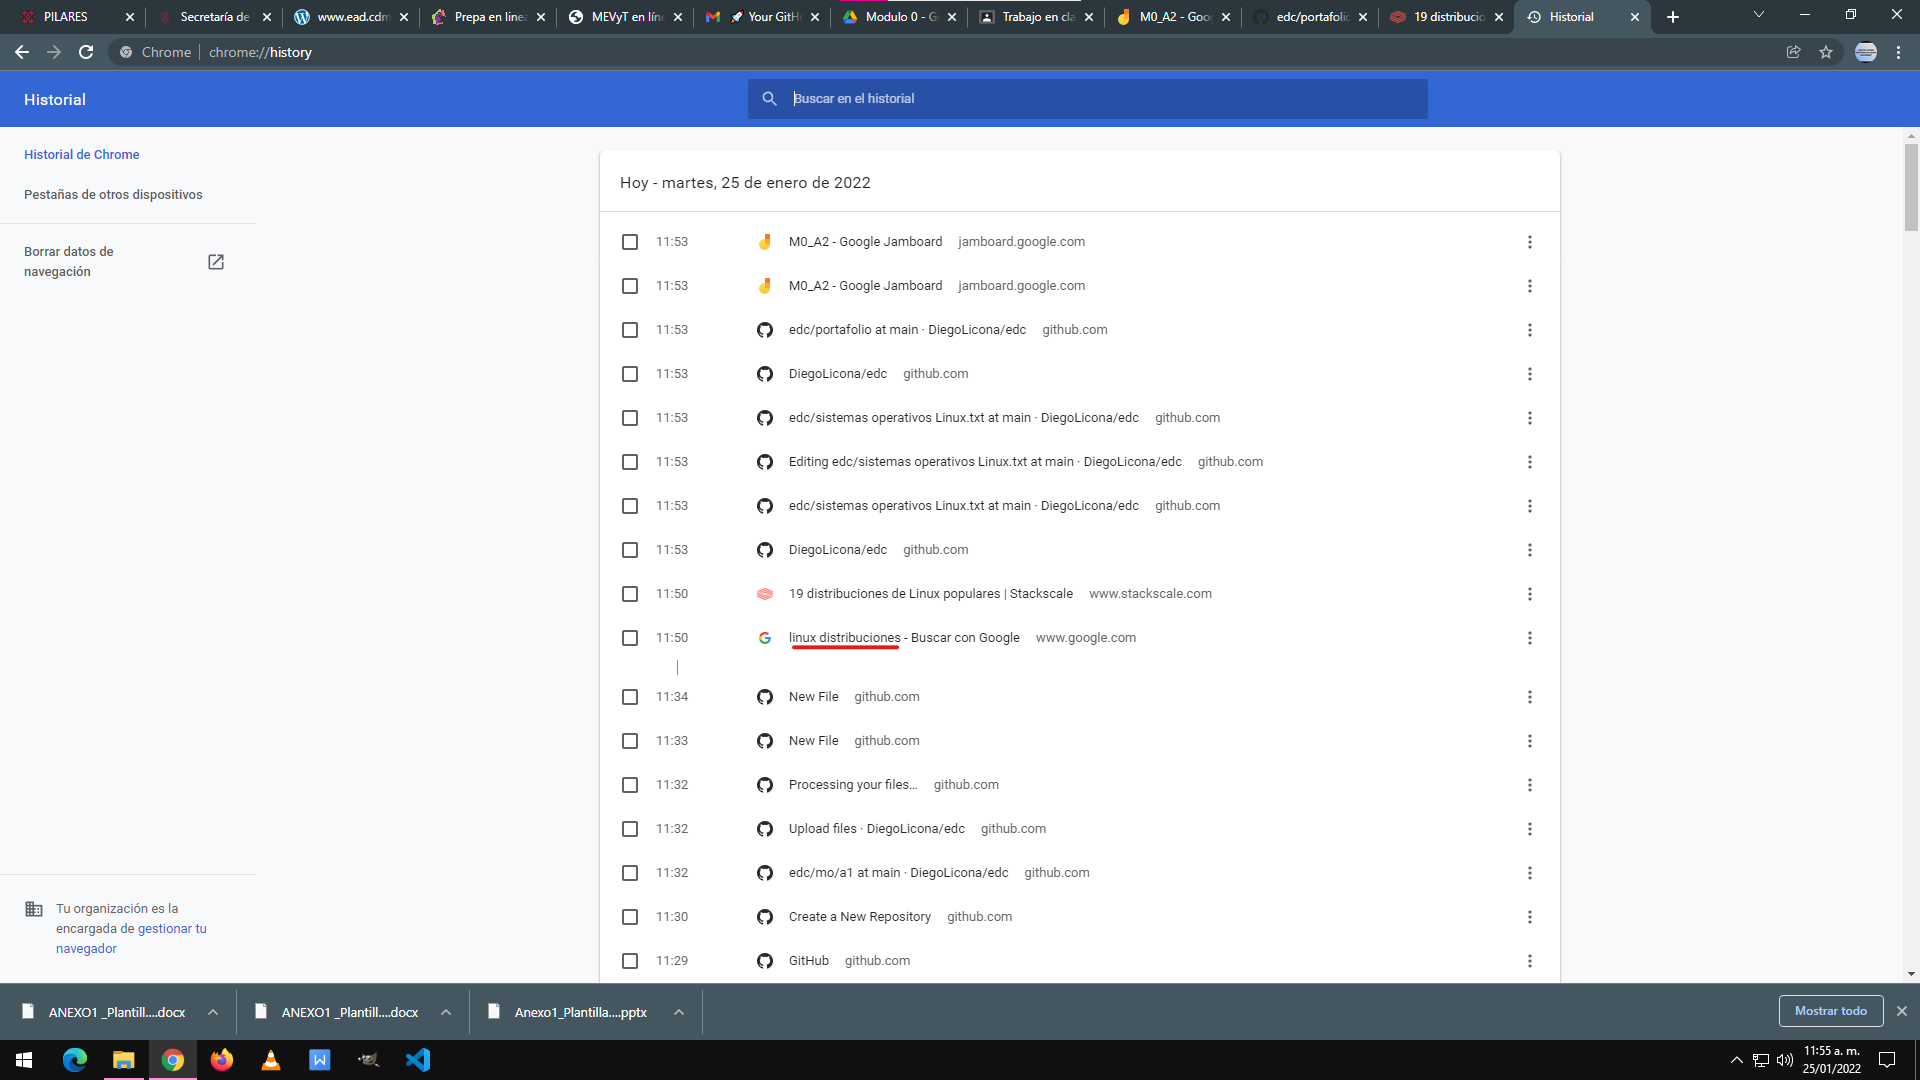 PILARES
Secretaría de
www.ead.cdm
Prepa en linea
MEVyT en líne
Your GitH
Modulo 0 - G
Trabajo en cla
M0_A2 - Goog
edc/portafolio
19 distribucio
Historial
Chrome | chrome://history
Historial
Buscar en el historial
Historial de Chrome
Pestañas de otros dispositivos
Borrar datos de
navegación
Hoy - martes, 25 de enero de 2022
11:53 M0_A2 - Google Jamboard jamboard.google.com
11:53 M0_A2 - Google Jamboard jamboard.google.com
11:53 edc/portafolio at main · DiegoLicona/edc github.com
11:53 DiegoLicona/edc github.com
11:53 edc/sistemas operativos Linux.txt at main · DiegoLicona/edc github.com
11:53 Editing edc/sistemas operativos Linux.txt at main · DiegoLicona/edc github.com
11:53 edc/sistemas operativos Linux.txt at main · DiegoLicona/edc github.com
11:53 DiegoLicona/edc github.com
11:50 19 distribuciones de Linux populares | Stackscale www.stackscale.com
11:50 linux distribuciones - Buscar con Google www.google.com
11:34 New File github.com
11:33 New File github.com
11:32 Processing your files… github.com
11:32 Upload files · DiegoLicona/edc github.com
11:32 edc/mo/a1 at main · DiegoLicona/edc github.com
11:30 Create a New Repository github.com
11:29 GitHub github.com
Tu organización es la
encargada de gestionar tu
navegador
ANEXO1 _Plantill....docx
ANEXO1 _Plantill....docx
Anexo1_Plantilla....pptx
Mostrar todo
11:55 a. m.
25/01/2022